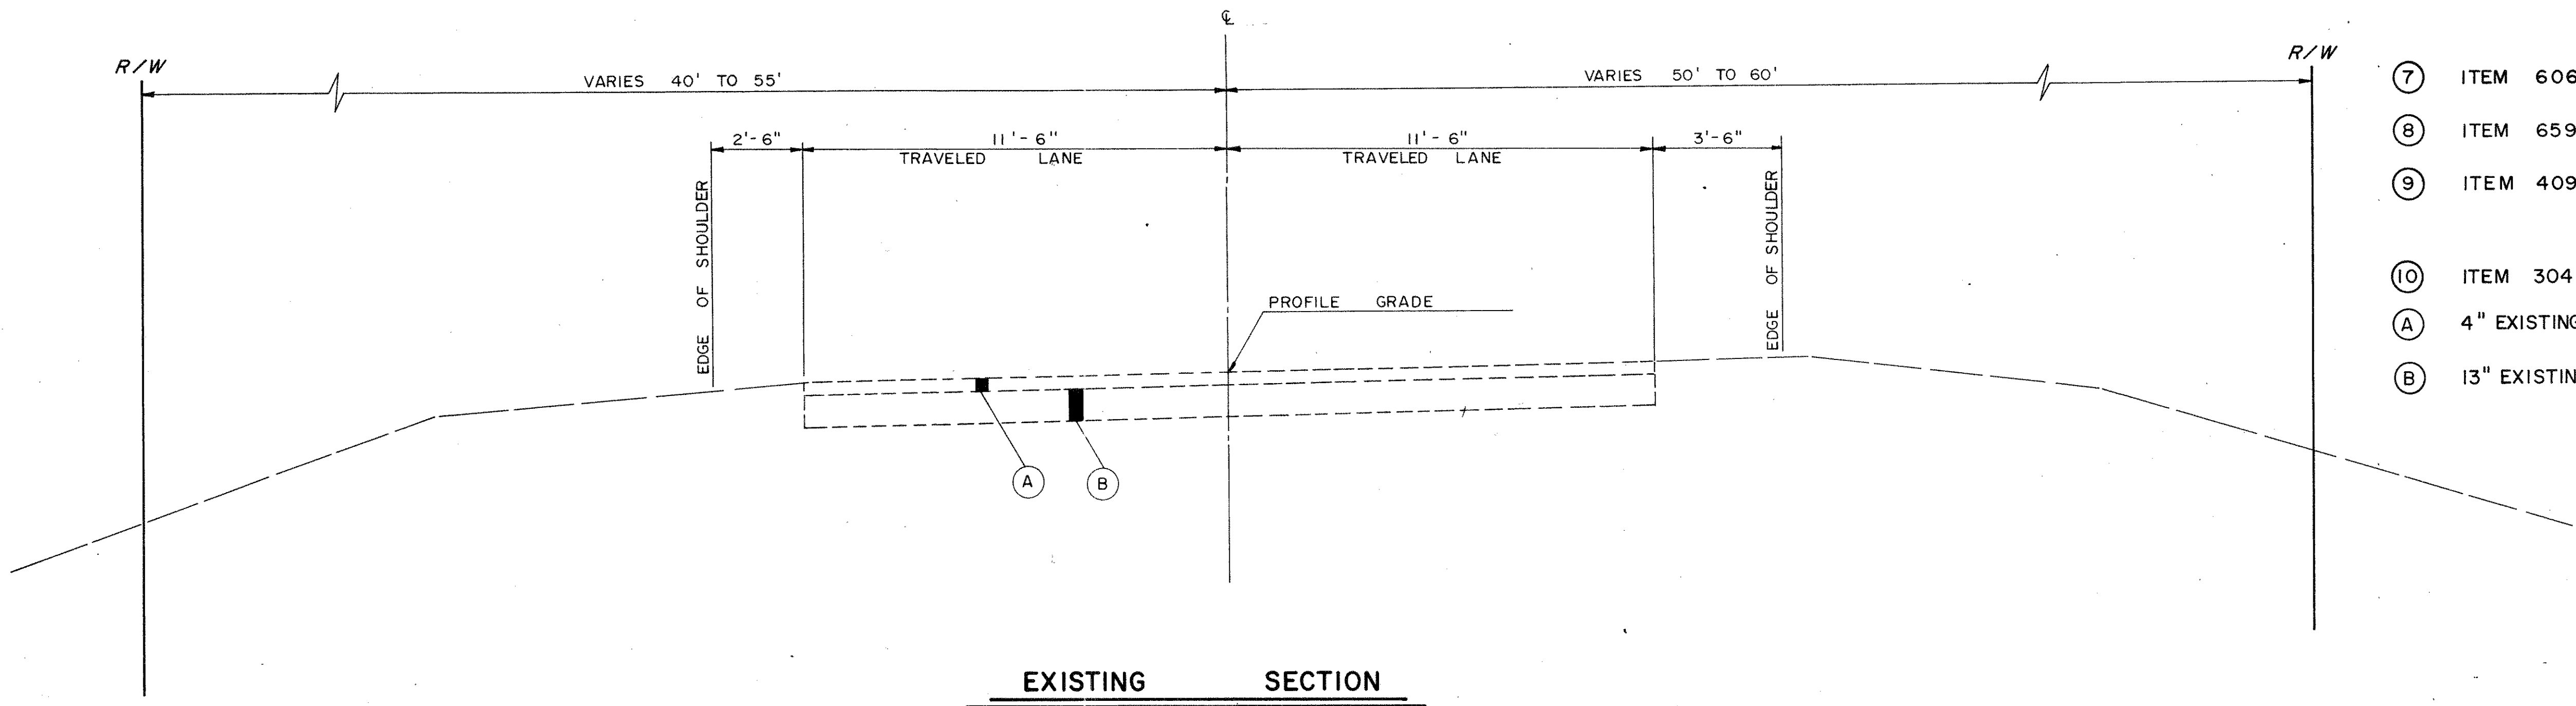 ℄
R/W
VARIES 40' TO 55'
VARIES 50' TO 60'
R/W
2'-6"
11'-6"
TRAVELED LANE
11'-6"
TRAVELED LANE
3'-6"
EDGE OF SHOULDER
EDGE OF SHOULDER
PROFILE GRADE
A
B
EXISTING SECTION
7 ITEM 606
8 ITEM 659
9 ITEM 409
10 ITEM 304
A 4" EXISTING
B 13" EXISTIN